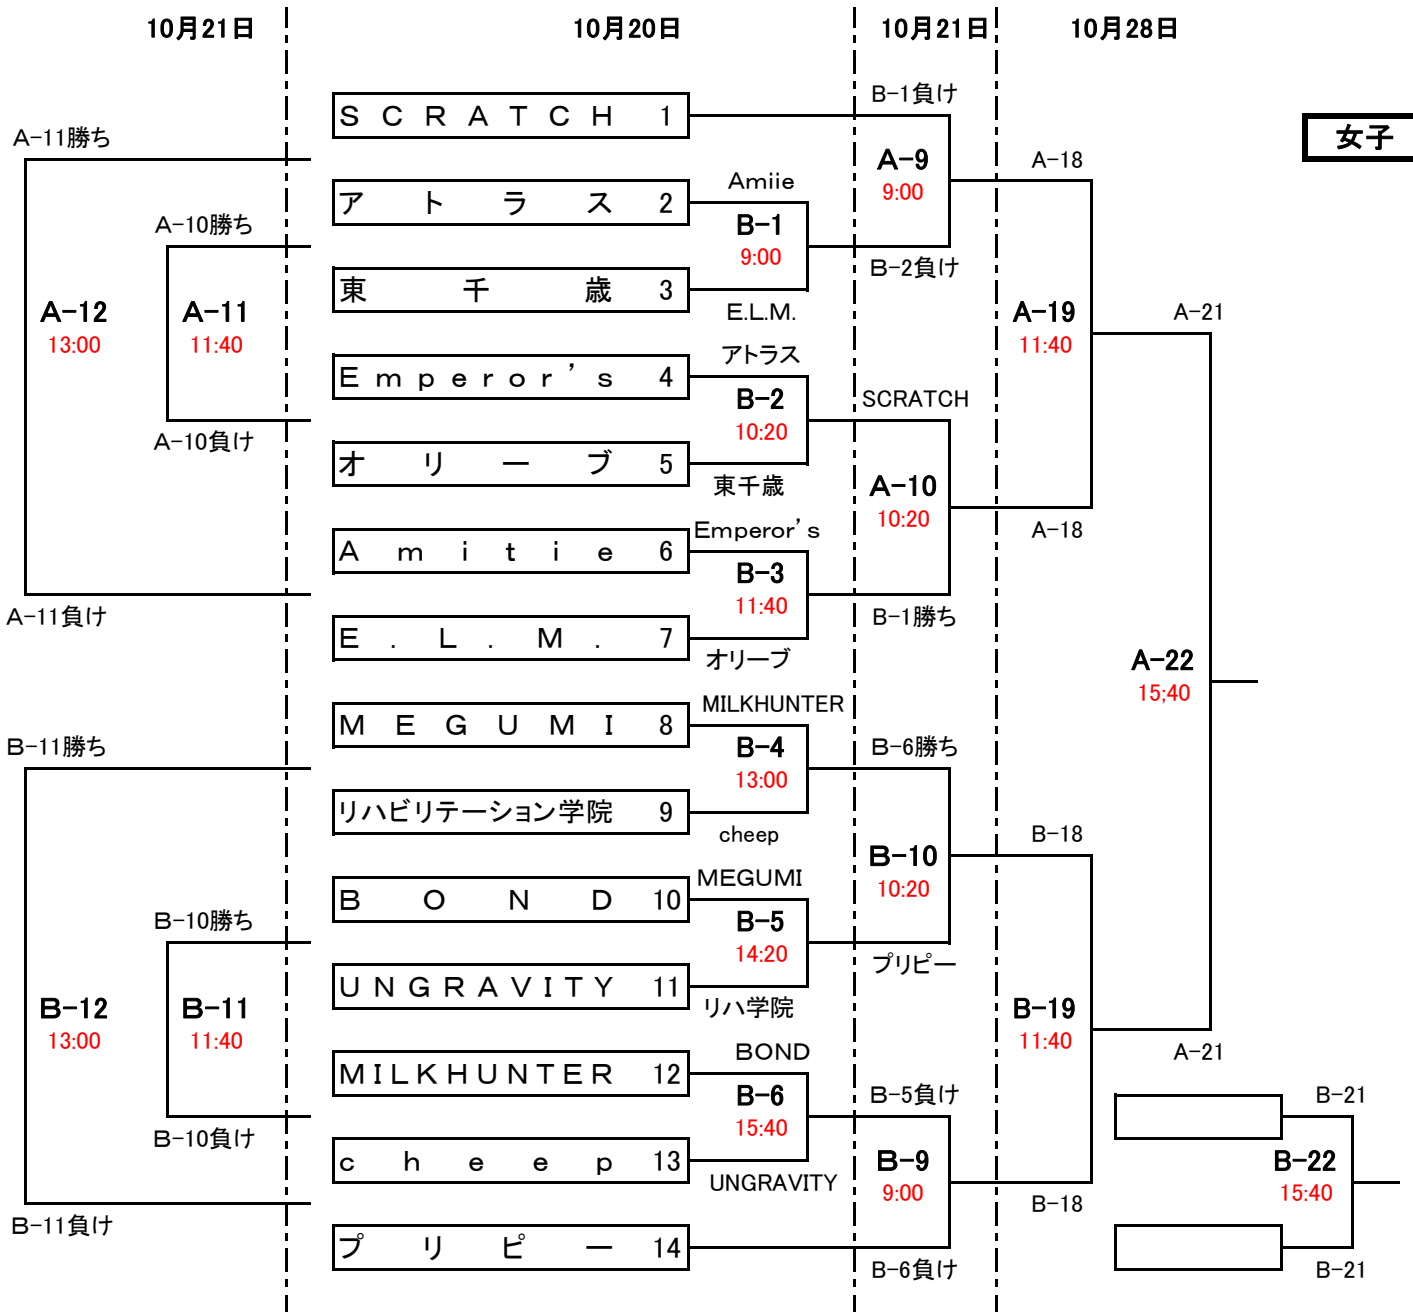 10月21日
10月20日
10月21日
10月28日
女子
SCRATCH 1
アトラス 2
東千歳 3
Emperor's 4
オリーブ 5
Amitie 6
E.L.M. 7
MEGUMI 8
リハビリテーション学院 9
BOND 10
UNGRAVITY 11
MILKHUNTER 12
cheep 13
プリピー 14
A-11勝ち
A-12
13:00
A-11負け
A-10勝ち
A-11
11:40
A-10負け
B-11勝ち
B-12
13:00
B-11負け
B-10勝ち
B-11
11:40
B-10負け
Amiie
B-1
9:00
E.L.M.
アトラス
B-2
10:20
東千歳
Emperor's
B-3
11:40
オリーブ
MILKHUNTER
B-4
13:00
cheep
MEGUMI
B-5
14:20
リハ学院
BOND
B-6
15:40
UNGRAVITY
B-1負け
A-9
9:00
B-2負け
SCRATCH
A-10
10:20
B-1勝ち
B-6勝ち
B-10
10:20
プリピー
B-5負け
B-9
9:00
B-6負け
A-18
A-19
11:40
A-18
B-18
B-19
11:40
B-18
A-21
A-22
15;40
A-21
B-21
B-22
15:40
B-21